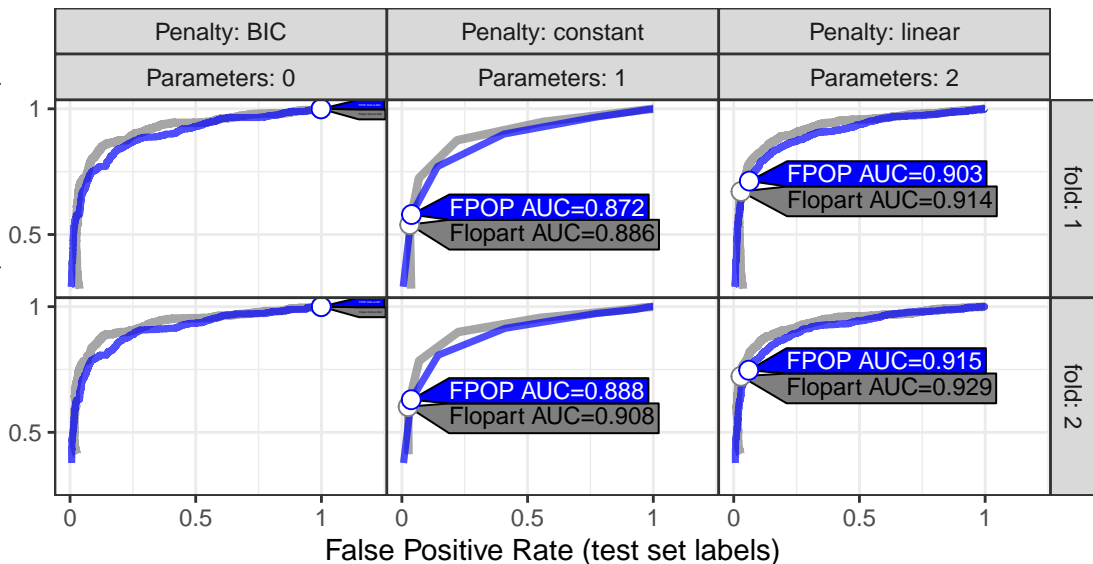 Penalty: BIC
Penalty: constant
Penalty: linear
Parameters: 0
Parameters: 1
Parameters: 2
1
0.5
FPOP AUC=0.872
Flopart AUC=0.886
FPOP AUC=0.903
Flopart AUC=0.914
fold: 1
1
0.5
FPOP AUC=0.888
Flopart AUC=0.908
FPOP AUC=0.915
Flopart AUC=0.929
fold: 2
0 0.5 1 0 0.5 1 0 0.5 1
False Positive Rate (test set labels)